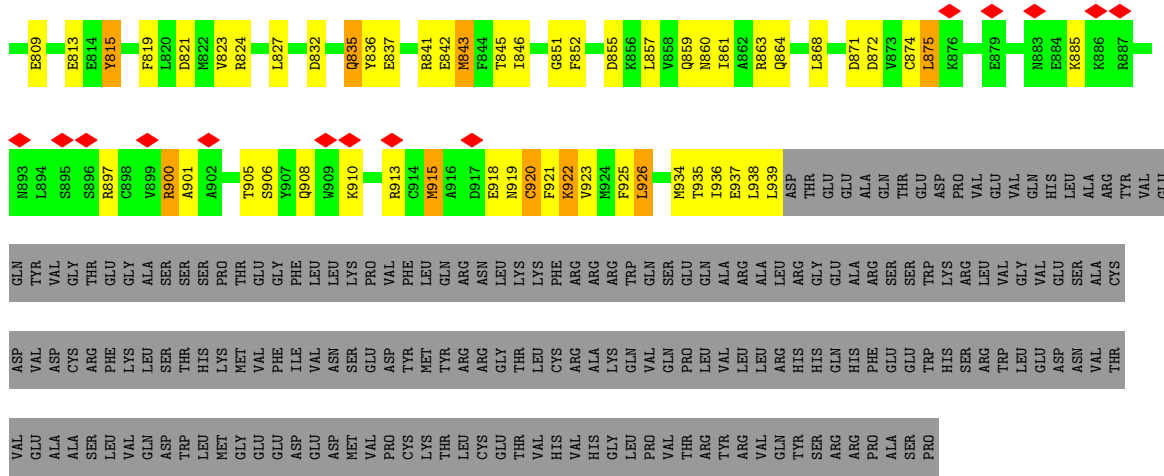 E809 E813 E814 Y815 F819 L820 D821 M822 V823 R824 L827 D832 Q835 Y836 E837 R841 E842 M843 F844 T845 I846 G851 F852 D855 K856 L857 V858 Q859 N860 I861 A862 R863 Q864 L868 D871 D872 V873 C874 L875 K876 E879 N883 E884 K885 K886 R887
N893 L894 S895 S896 R897 C898 V899 R900 A901 A902 T905 S906 Y907 Q908 W909 K910 R913 C914 M915 A916 D917 E918 N919 C920 F921 K922 V923 M924 F925 L926 M934 T935 I936 E937 L938 L939 ASP THR GLU GLU ALA GLN THR GLU ASP PRO VAL GLU VAL GLN HIS LEU ALA ARG TYR VAL GLU
GLN TYR VAL GLY THR GLU GLY ALA SER SER SER PRO THR GLU GLY PHE LEU LEU LYS PRO VAL PHE LEU GLN ARG ASN LEU LYS LYS PHE ARG ARG ARG TRP GLN SER GLU GLN ALA ARG ALA LEU ARG GLY GLU ALA ARG SER SER TRP LYS ARG LEU VAL GLY VAL GLU SER ALA CYS
ASP VAL ASP CYS ARG PHE LYS LEU SER THR HIS LYS MET VAL PHE ILE VAL ASN SER GLU ASP TYR MET TYR ARG ARG GLY THR LEU CYS ARG ALA LYS GLN VAL GLN PRO LEU VAL LEU LEU ARG HIS HIS GLN HIS PHE GLU GLU TRP HIS SER ARG TRP LEU GLU ASP ASN VAL THR
VAL GLU ALA ALA SER LEU VAL GLN ASP TRP LEU MET GLY GLU GLU ASP GLU ASP MET VAL PRO CYS LYS THR LEU CYS GLU THR VAL HIS VAL HIS GLY LEU PRO VAL THR ARG TYR ARG VAL GLN TYR SER ARG ARG PRO ALA SER PRO